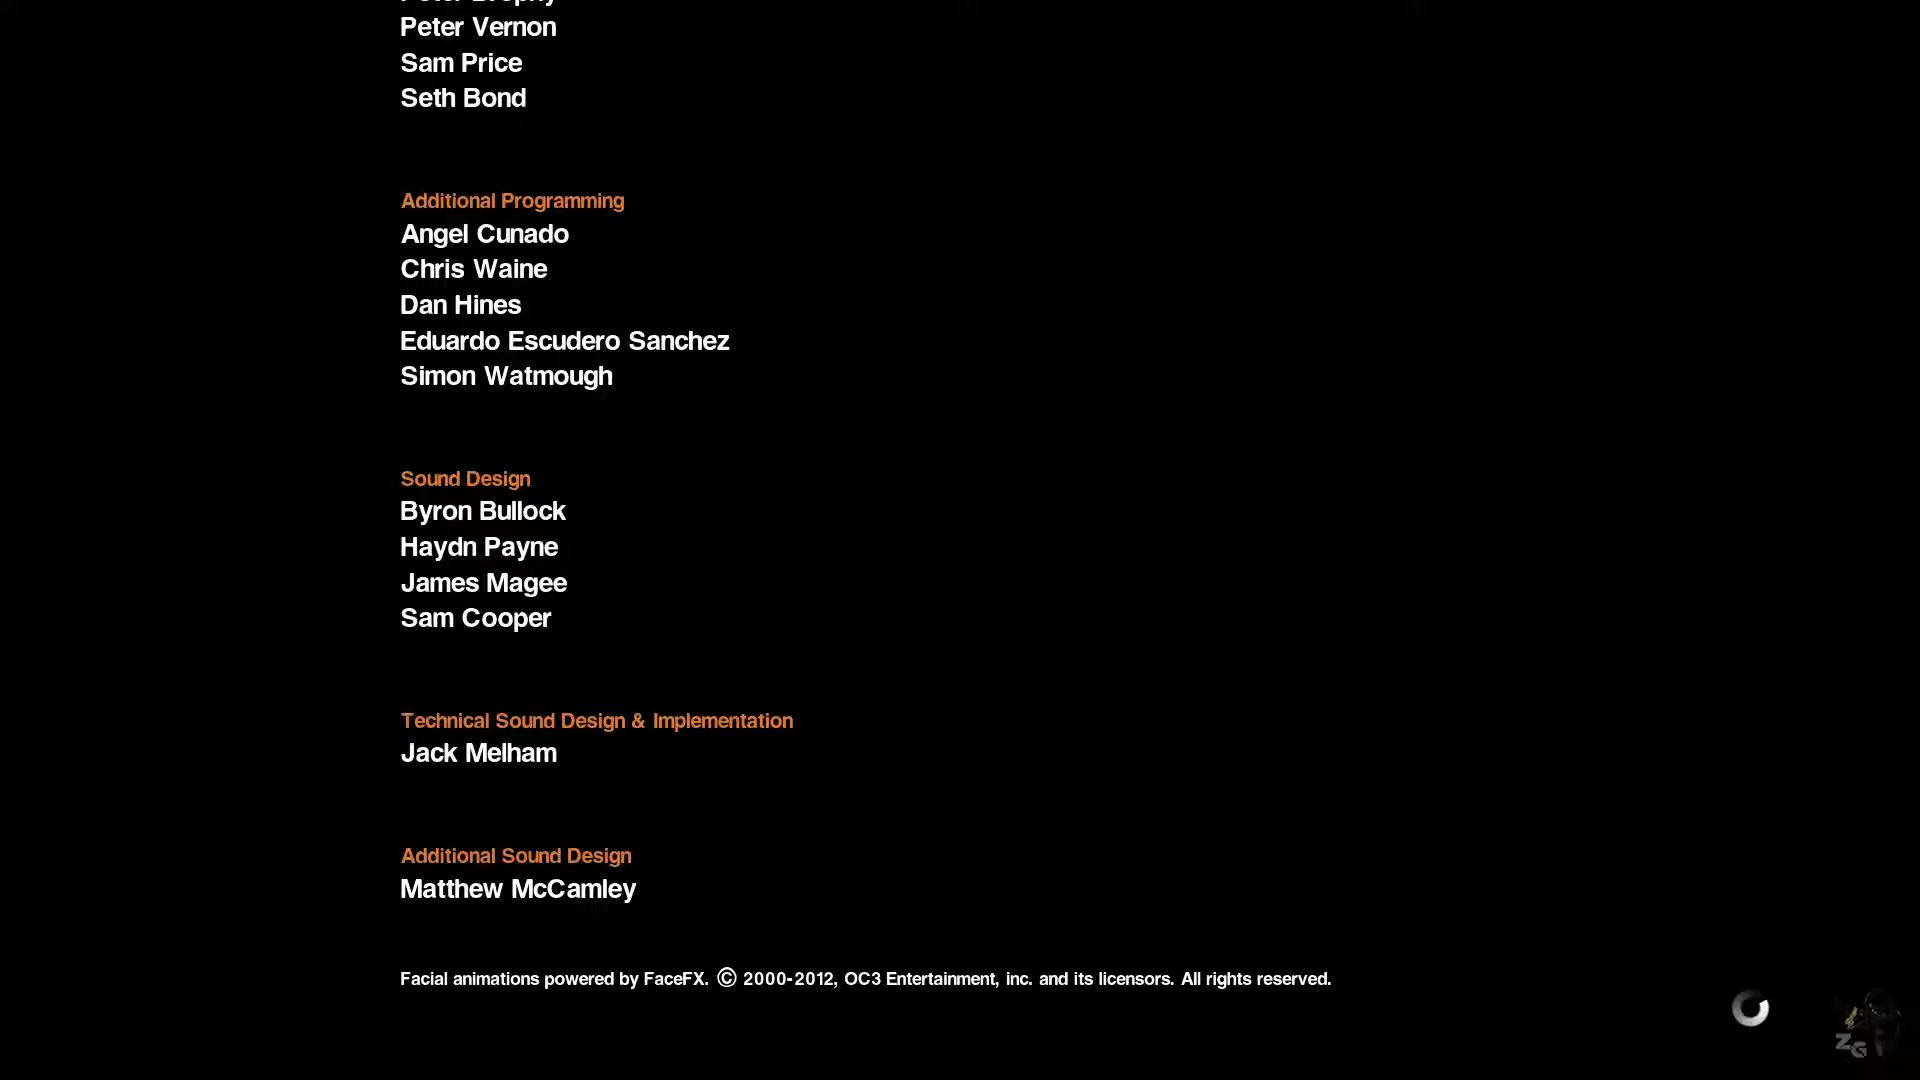 Peter Vernon
Sam Price
Seth Bond
Additional Programming
Angel Cunado
Chris Waine
Dan Hines
Eduardo Escudero Sanchez
Simon Watmough
Sound Design
Byron Bullock
Haydn Payne
James Magee
Sam Cooper
Technical Sound Design & Implementation
Jack Melham
Additional Sound Design
Matthew McCamley
Facial animations powered by FaceFX. © 2000-2012, OC3 Entertainment, inc. and its licensors. All rights reserved.
ZG